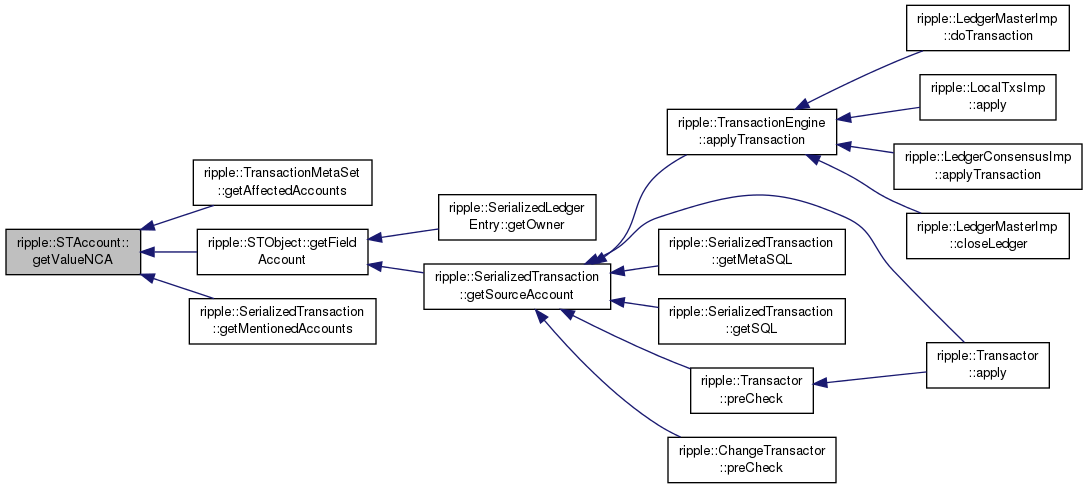 ripple::STAccount::
getValueNCA
ripple::TransactionMetaSet
::getAffectedAccounts
ripple::STObject::getField
Account
ripple::SerializedTransaction
::getMentionedAccounts
ripple::SerializedLedger
Entry::getOwner
ripple::SerializedTransaction
::getSourceAccount
ripple::TransactionEngine
::applyTransaction
ripple::SerializedTransaction
::getMetaSQL
ripple::SerializedTransaction
::getSQL
ripple::Transactor
::preCheck
ripple::ChangeTransactor
::preCheck
ripple::LedgerMasterImp
::doTransaction
ripple::LocalTxsImp
::apply
ripple::LedgerConsensusImp
::applyTransaction
ripple::LedgerMasterImp
::closeLedger
ripple::Transactor
::apply